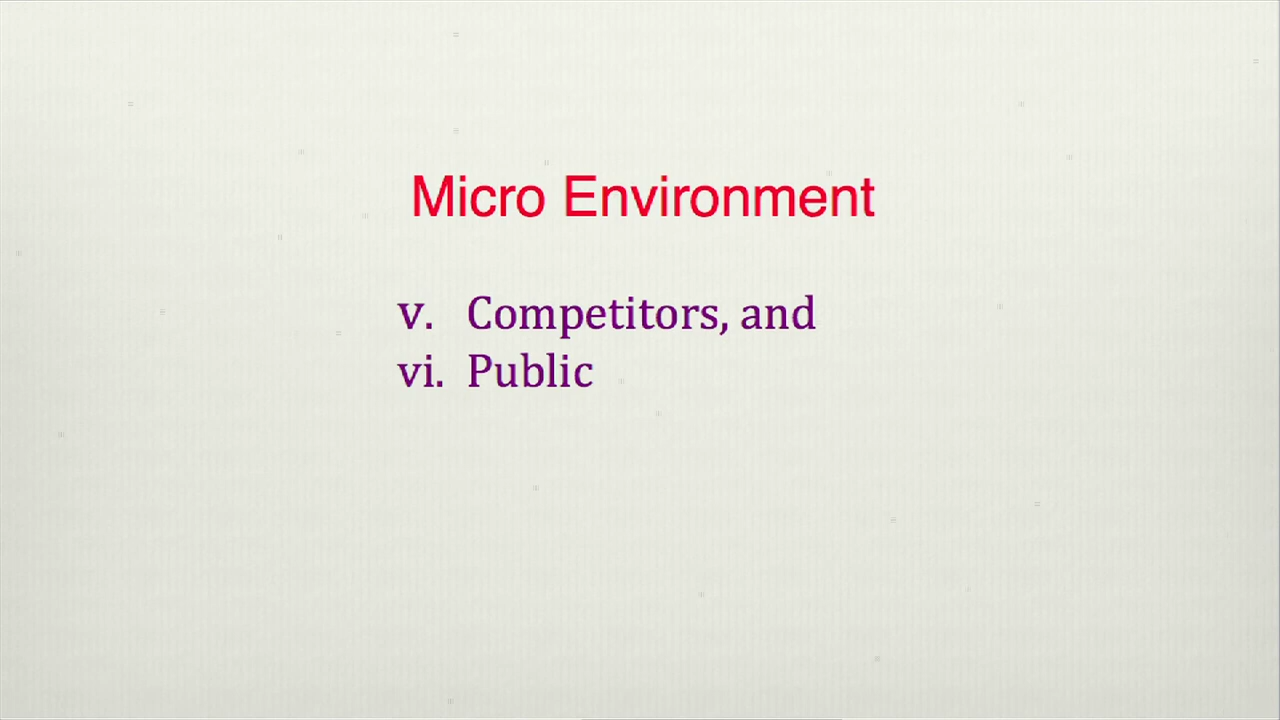 Micro Environment
v. Competitors, and
vi. Public